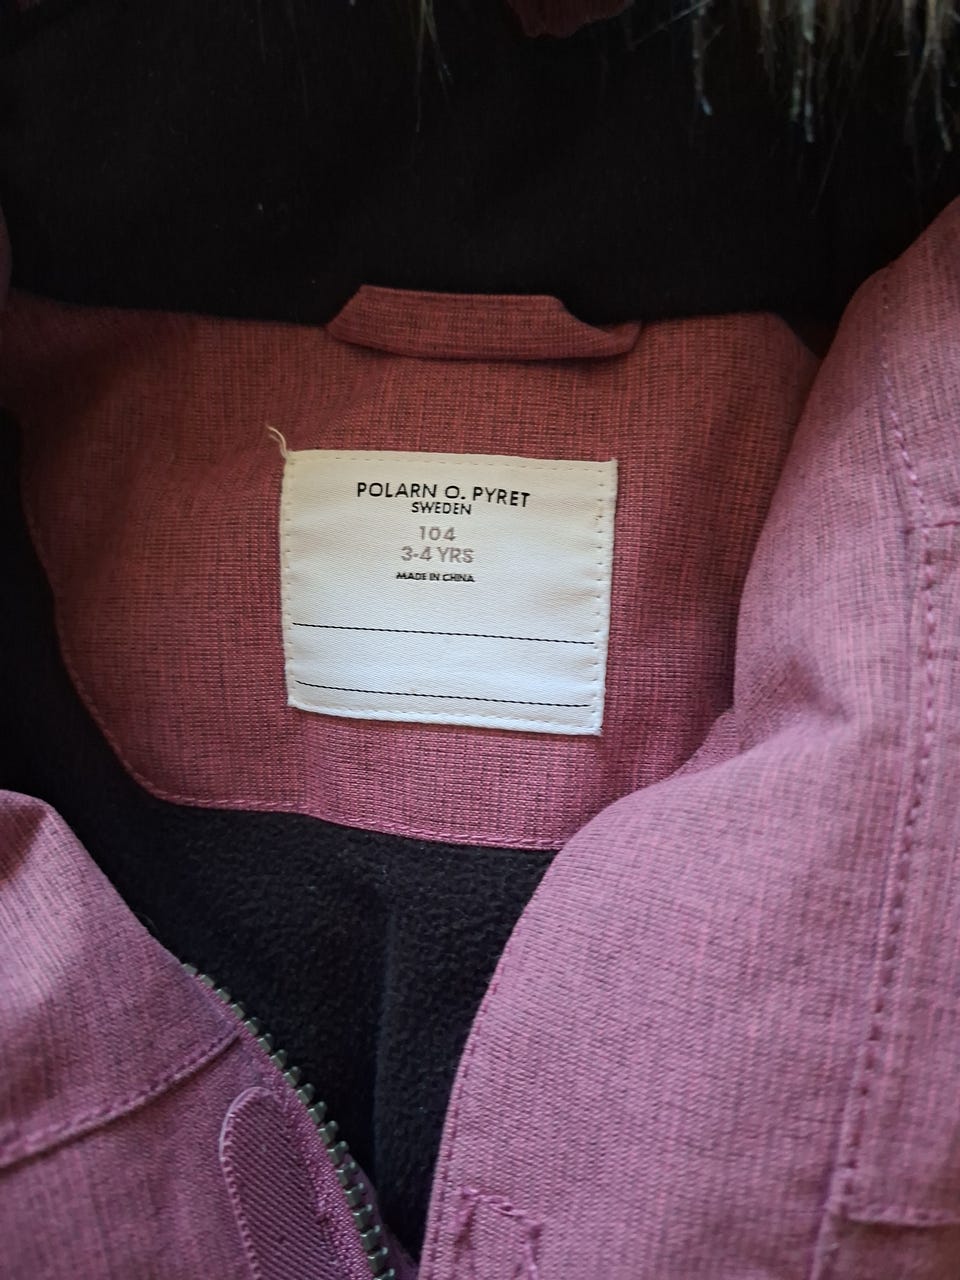 POLARN O. PYRET
SWEDEN
104
3-4 YRS
MADE IN CHINA